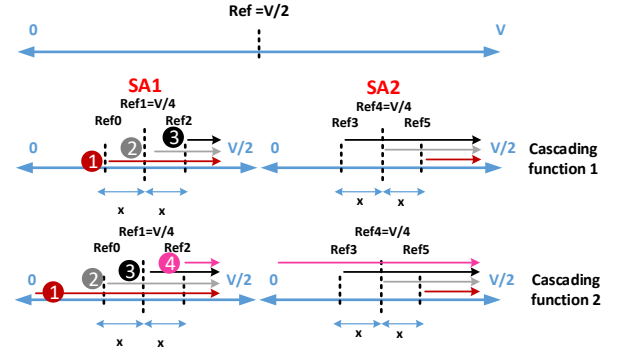 Ref =V/2
0
V
SA1
SA2
Ref1=V/4
Ref4=V/4
Ref0
Ref2
Ref3
Ref5
0
1
2
3
V/2
0
V/2
Cascading
function 1
x
x
x
x
Ref1=V/4
Ref4=V/4
Ref0
Ref2
Ref3
Ref5
0
1
2
3
4
V/2
0
V/2
Cascading
function 2
x
x
x
x